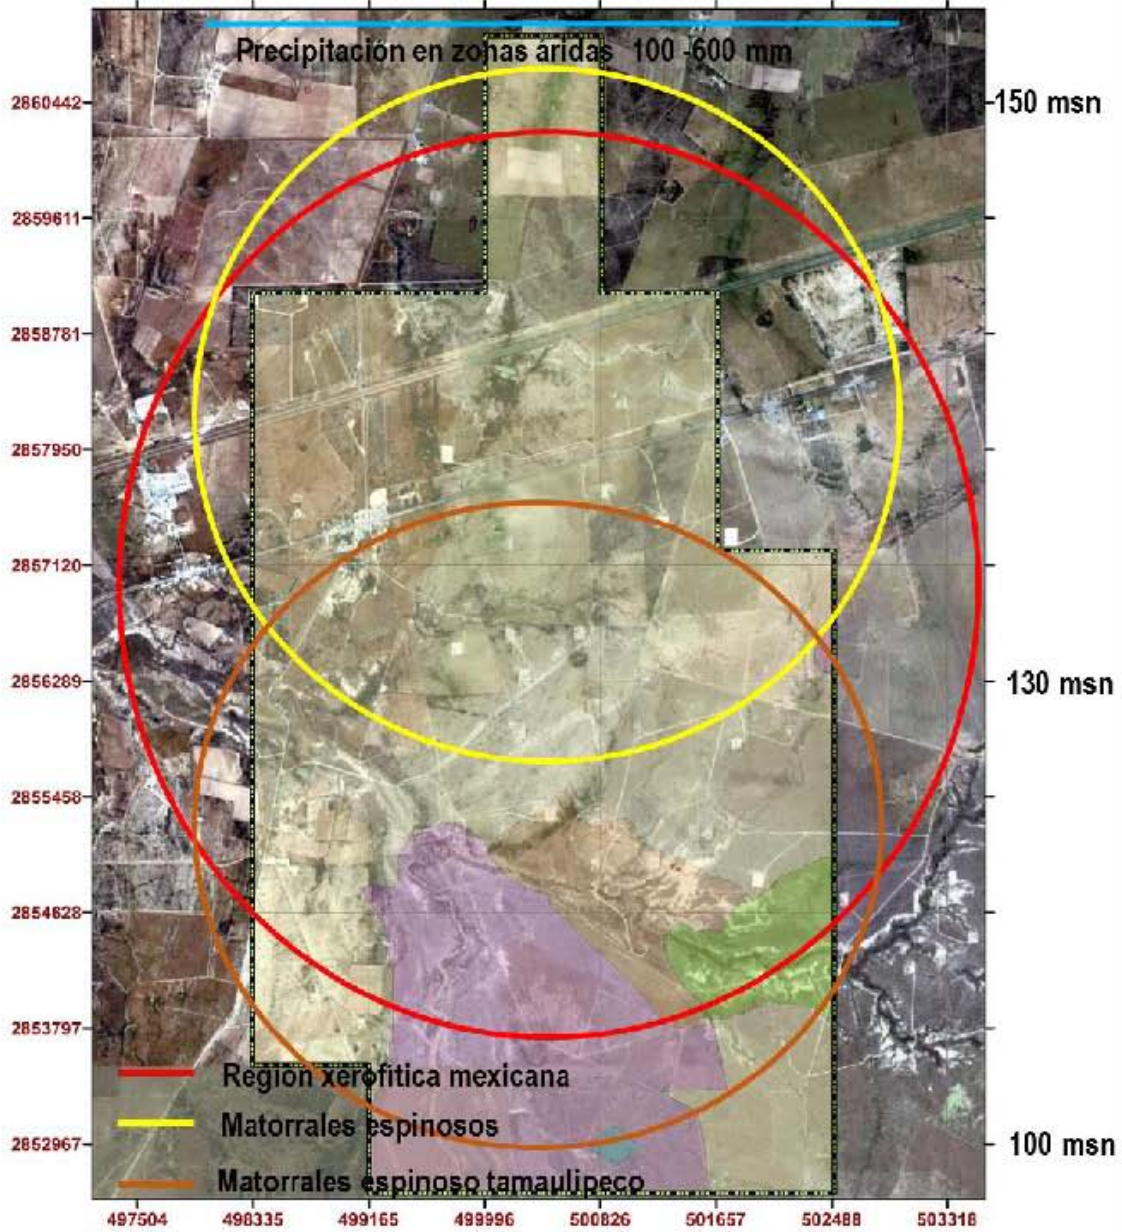 Precipitación en zonas áridas 100 -600 mm
2860442
150 msn
2859611
2858781
2857950
2857120
2856289
130 msn
2855458
2854628
2853797
Región xerofítica mexicana
Matorrales espinosos
2852967
100 msn
Matorrales espinoso tamaulipeco
497504 498335 499165 499996 500826 501657 502488 503318